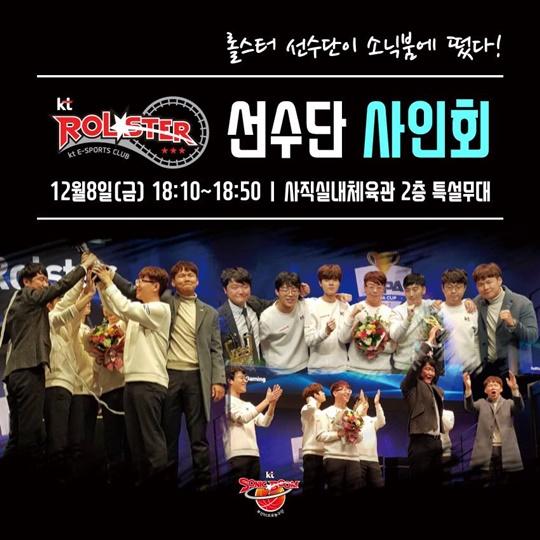 롤스터 선수단이 소닉붐에 떴다!
kt
ROLSTER
kt E-SPORTS CLUB
선수단 사인회
12월8일(금) 18:10~18:50 | 사직실내체육관 2층 특설무대
Rolster
CUP
kt
SONICBOOM